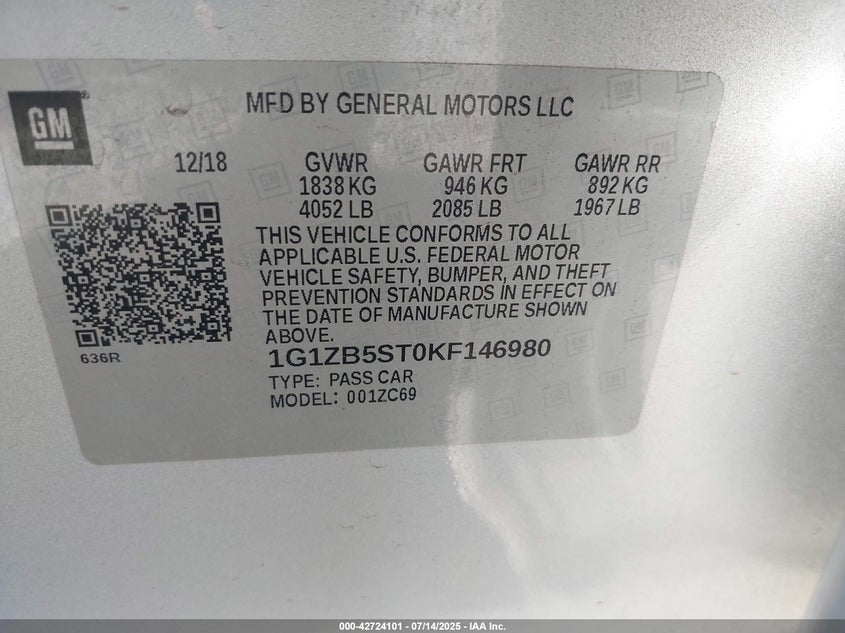 GM
MFD BY GENERAL MOTORS LLC
12/18 GVWR GAWR FRT GAWR RR
1838 KG 946 KG 892 KG
4052 LB 2085 LB 1967 LB
THIS VEHICLE CONFORMS TO ALL
APPLICABLE U.S. FEDERAL MOTOR
VEHICLE SAFETY, BUMPER, AND THEFT
PREVENTION STANDARDS IN EFFECT ON
THE DATE OF MANUFACTURE SHOWN
ABOVE.
636R
1G1ZB5ST0KF146980
TYPE: PASS CAR
MODEL: 001ZC69
000-42724101 - 07/14/2025 - IAA Inc.